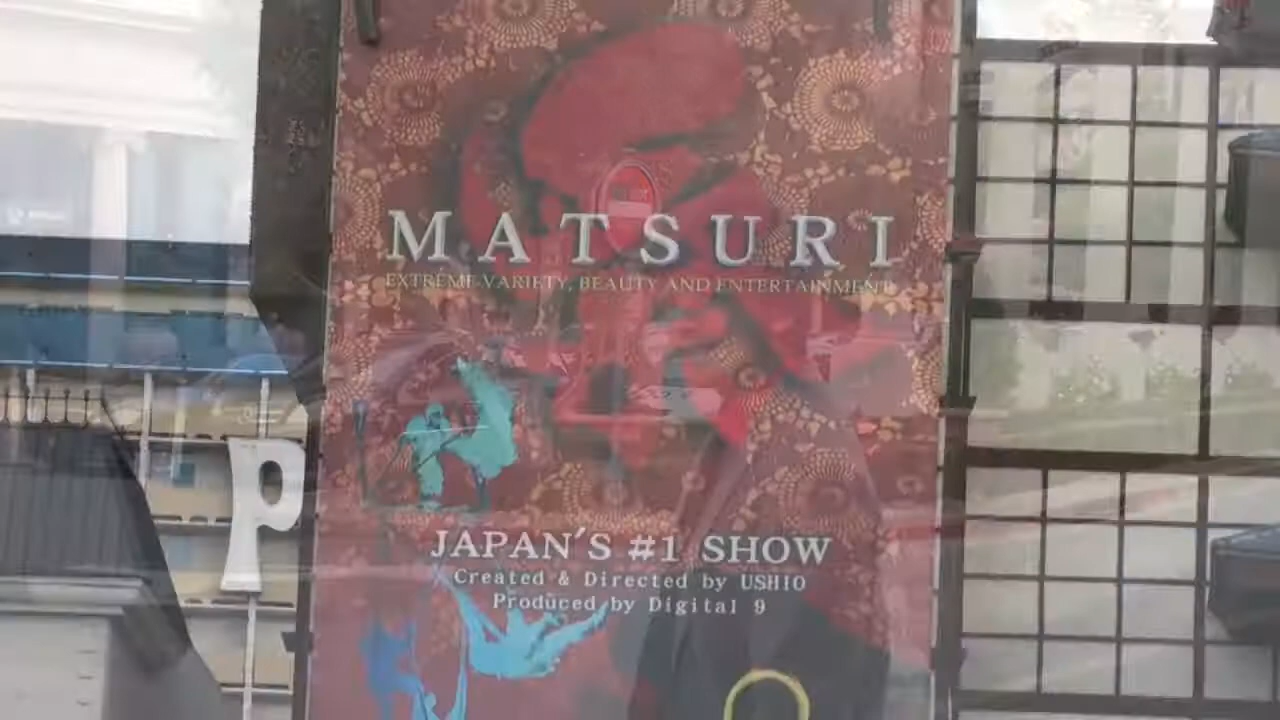 MATSURI
EXTREME VARIETY, BEAUTY AND ENTERTAINMENT
P
JAPAN'S #1 SHOW
Created & Directed by USHIO
Produced by Digital 9